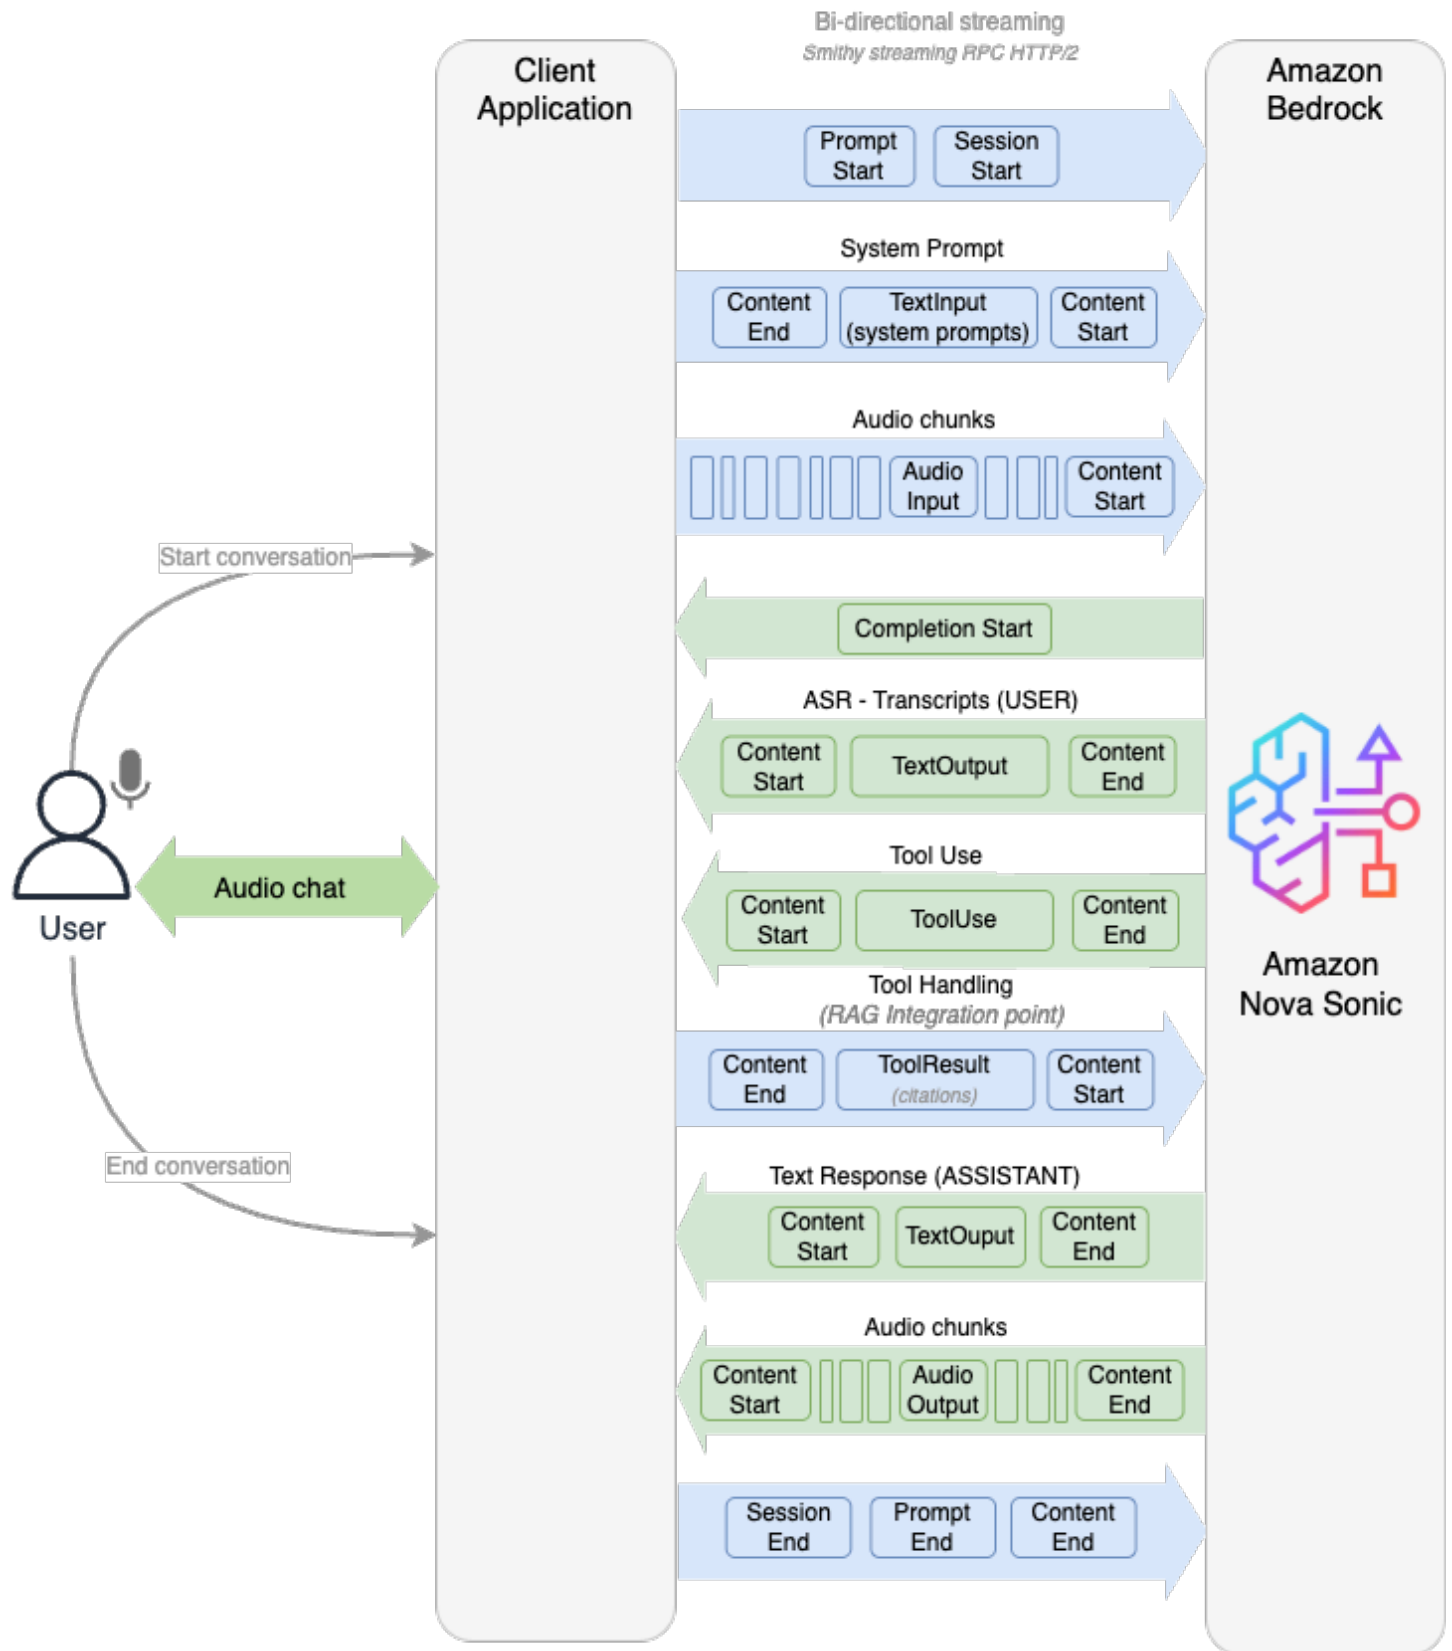 Bi-directional streaming
Smithy streaming RPC HTTP/2
Client
Application
Amazon
Bedrock
Prompt
Start
Session
Start
System Prompt
Content
End
TextInput
(system prompts)
Content
Start
Audio chunks
Audio
Input
Content
Start
Start conversation
Completion Start
ASR - Transcripts (USER)
Content
Start
TextOutput
Content
End
Tool Use
Content
Start
ToolUse
Content
End
Audio chat
User
Amazon
Nova Sonic
Tool Handling
(RAG Integration point)
Content
End
ToolResult
(citations)
Content
Start
End conversation
Text Response (ASSISTANT)
Content
Start
TextOuput
Content
End
Audio chunks
Content
Start
Audio
Output
Content
End
Session
End
Prompt
End
Content
End